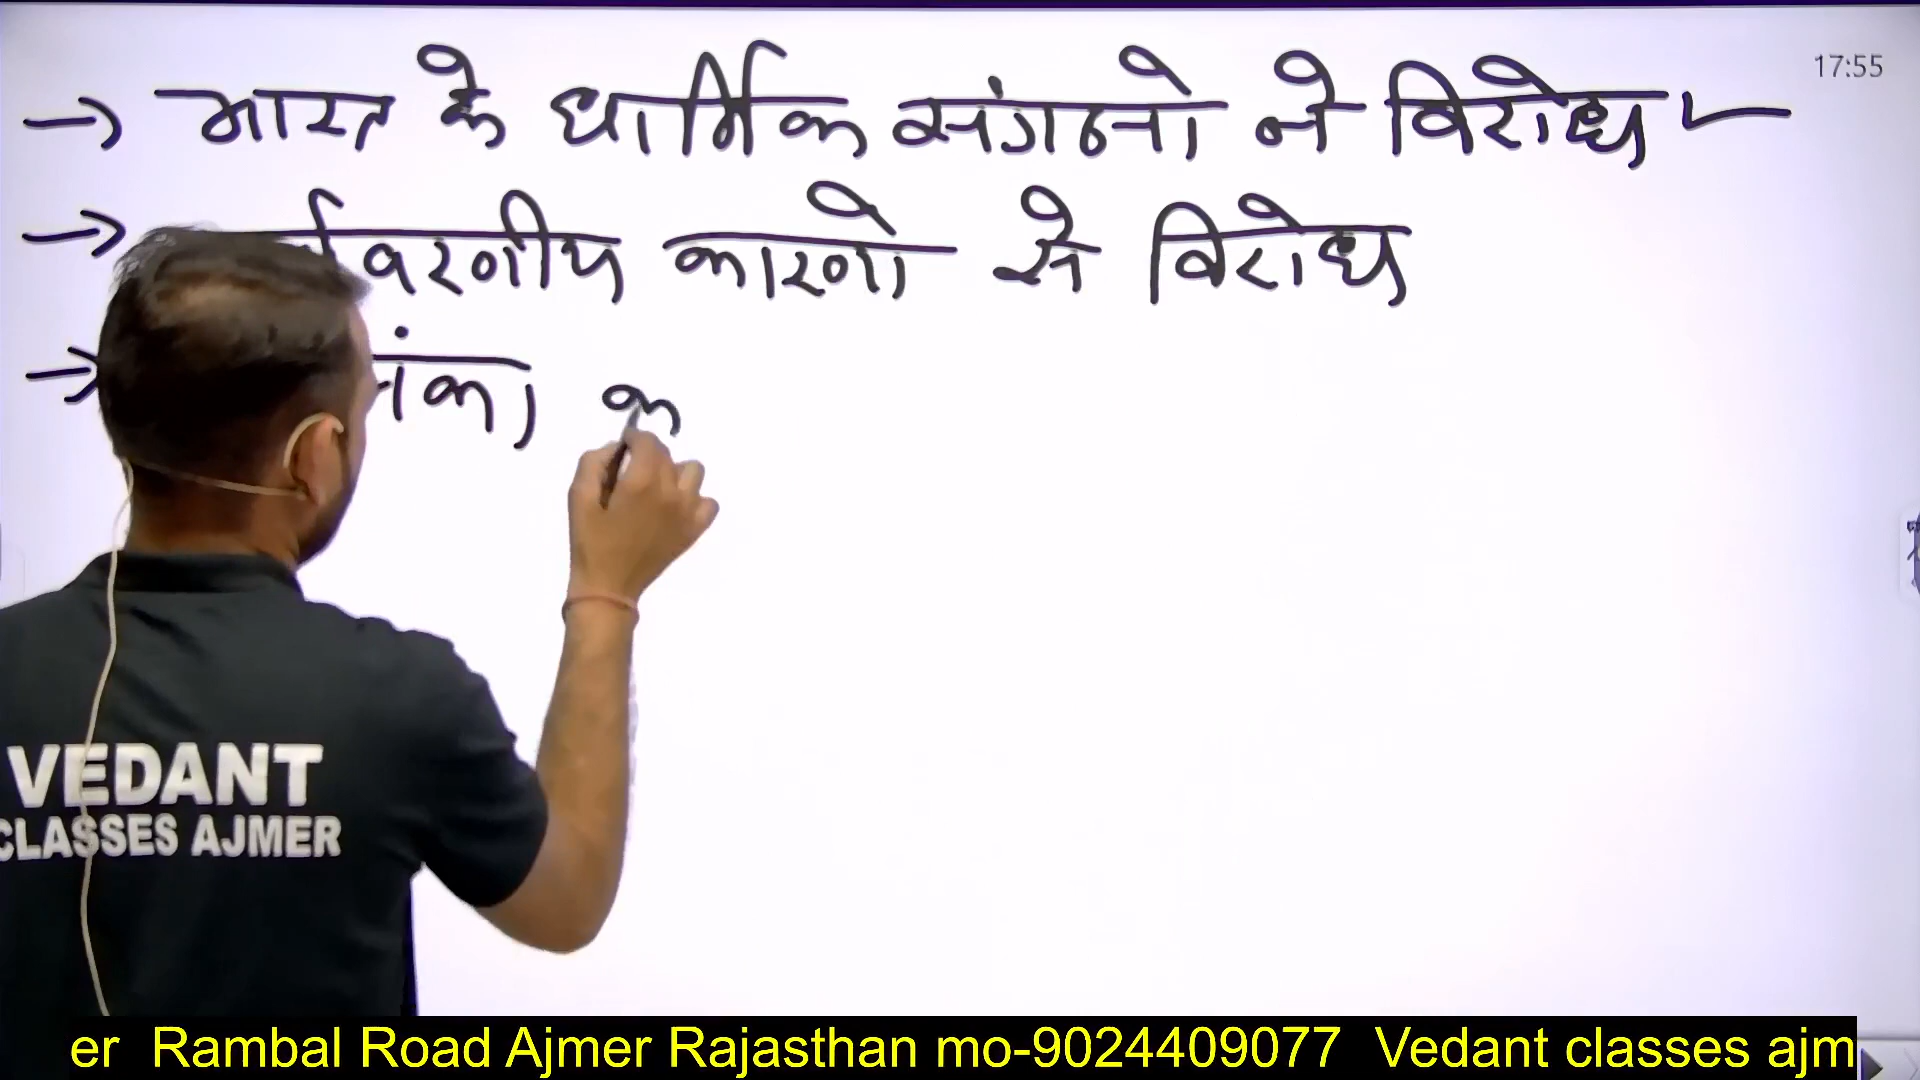 17:55
→ भारत के धार्मिक संगठनो ने विरोध
→ वरणीय कारणो से विरोध
→
VEDANT
CLASSES AJMER
er Rambal Road Ajmer Rajasthan mo-9024409077 Vedant classes ajm